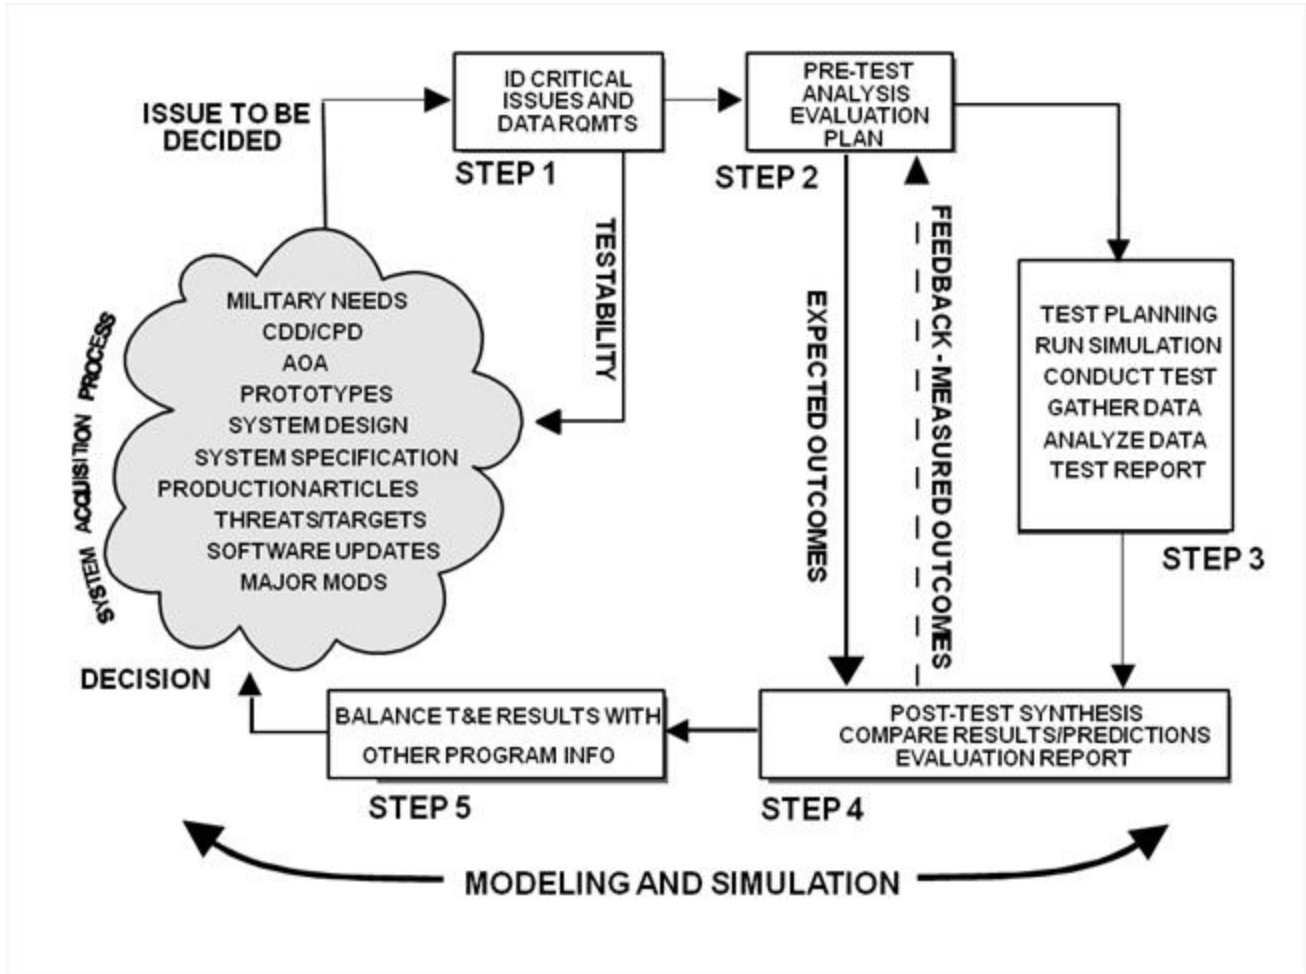 ISSUE TO BE
DECIDED
ID CRITICAL
ISSUES AND
DATA RQMTS
STEP 1
PRE-TEST
ANALYSIS
EVALUATION
PLAN
STEP 2
TESTABILITY
EXPECTED OUTCOMES
FEEDBACK - MEASURED OUTCOMES
TEST PLANNING
RUN SIMULATION
CONDUCT TEST
GATHER DATA
ANALYZE DATA
TEST REPORT
STEP 3
SYSTEM ACQUISITION PROCESS
MILITARY NEEDS
CDD/CPD
AOA
PROTOTYPES
SYSTEM DESIGN
SYSTEM SPECIFICATION
PRODUCTION ARTICLES
THREATS/TARGETS
SOFTWARE UPDATES
MAJOR MODS
DECISION
BALANCE T&E RESULTS WITH
OTHER PROGRAM INFO
STEP 5
POST-TEST SYNTHESIS
COMPARE RESULTS/PREDICTIONS
EVALUATION REPORT
STEP 4
MODELING AND SIMULATION